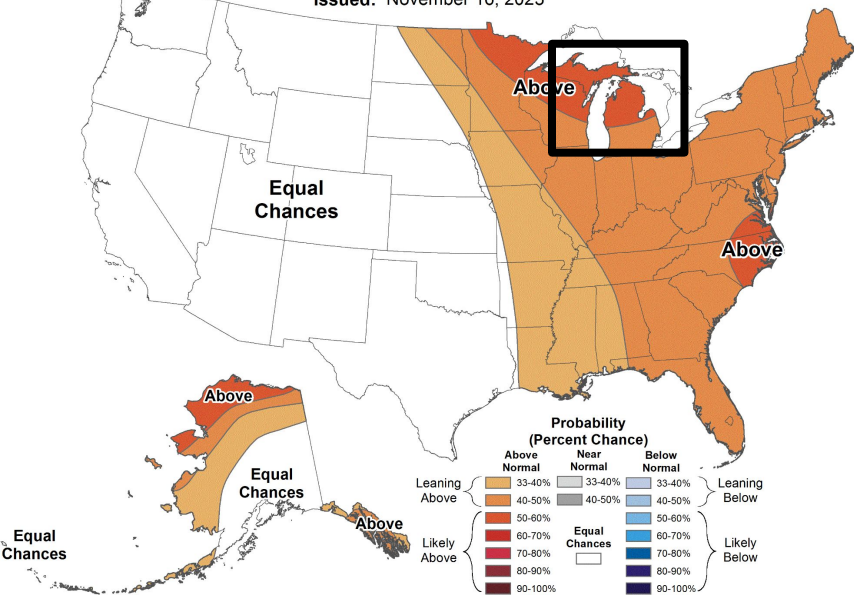 Issued: November 16, 2023
Above
Equal
Chances
Above
Above
Equal
Chances
Above
Equal
Chances
Probability
(Percent Chance)
Above
Normal
Near
Normal
Below
Normal
Leaning
Above
33-40%
33-40%
33-40%
Leaning
Below
40-50%
40-50%
40-50%
Likely
Above
50-60%
50-60%
Equal
Chances
60-70%
60-70%
70-80%
70-80%
Likely
Below
80-90%
80-90%
90-100%
90-100%